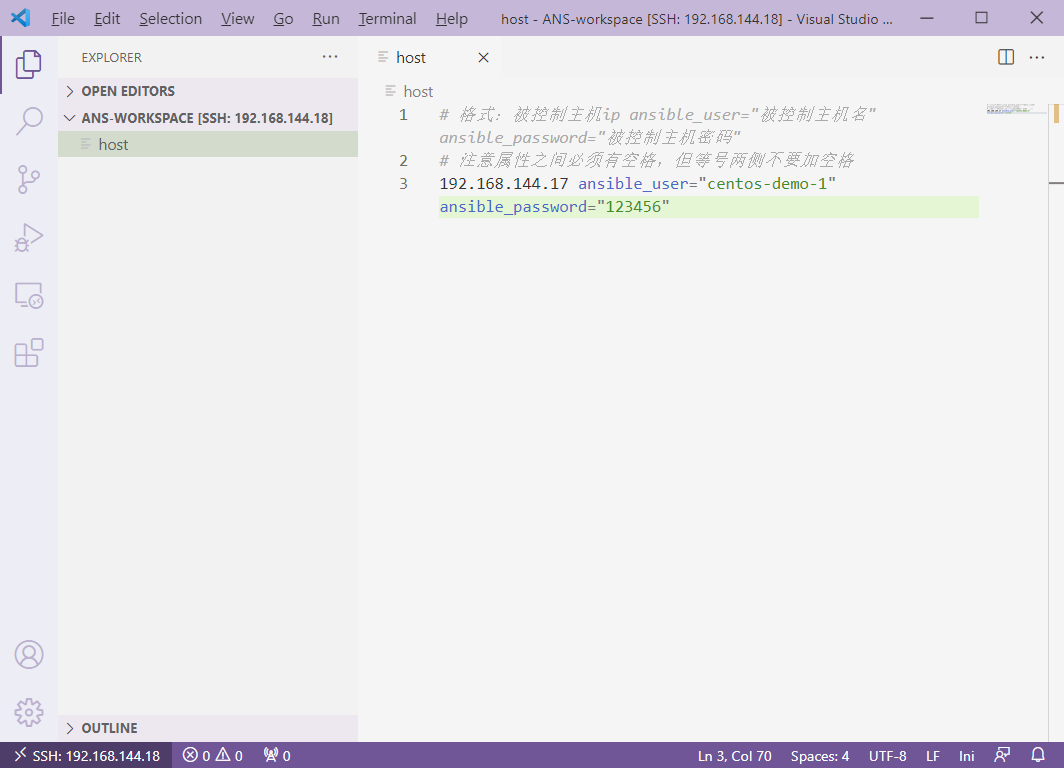 File Edit Selection View Go Run Terminal Help host - ANS-workspace [SSH: 192.168.144.18] - Visual Studio ...
EXPLORER
host
OPEN EDITORS
ANS-WORKSPACE [SSH: 192.168.144.18]
host
host
1 # 格式：被控制主机ip ansible_user="被控制主机名"
ansible_password="被控制主机密码"
2 # 注意属性之间必须有空格，但等号两侧不要加空格
3 192.168.144.17 ansible_user="centos-demo-1"
ansible_password="123456"
OUTLINE
SSH: 192.168.144.18 0 0 0 Ln 3, Col 70 Spaces: 4 UTF-8 LF Ini